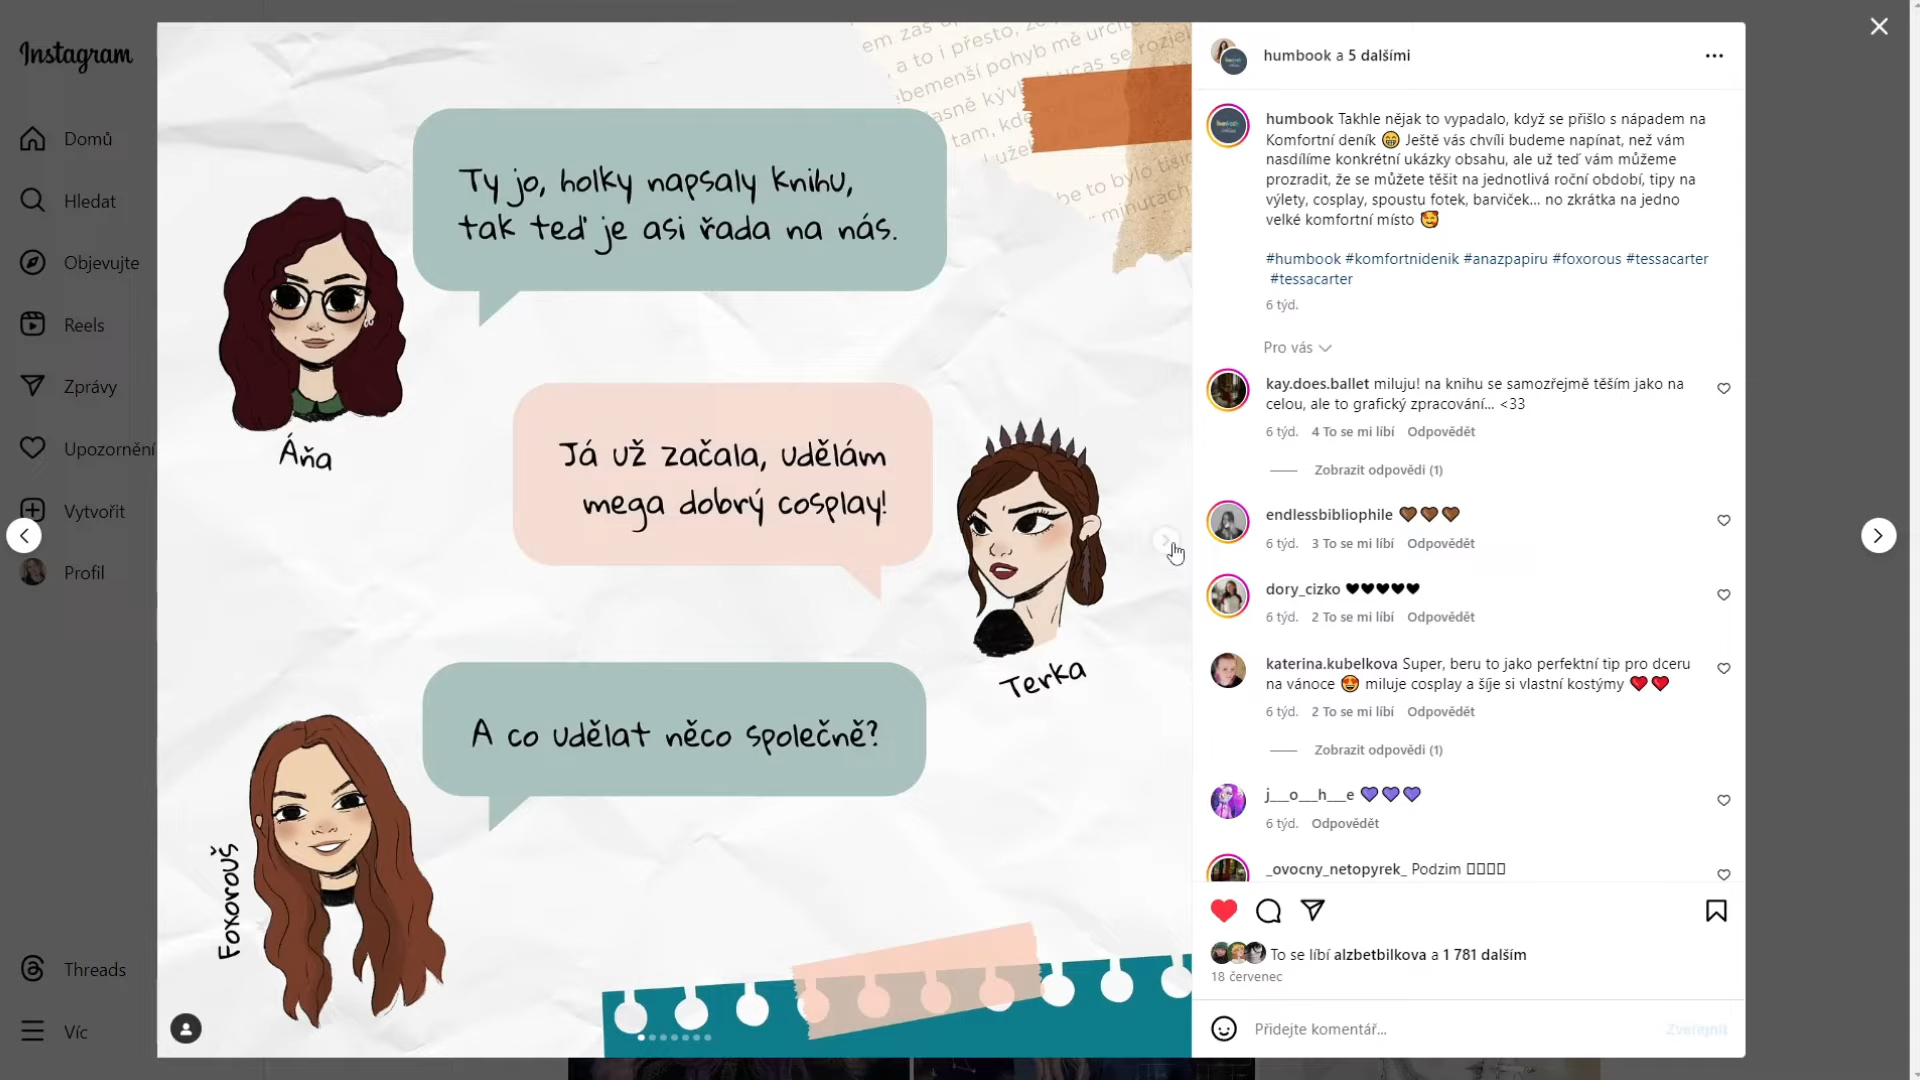 Instagram
Domů
Hledat
Objevujte
Reels
Zprávy
Upozornění
Vytvořit
Profil
Threads
Víc
Ty jo, holky napsaly knihu,
tak teď je asi řada na nás.
Áňa
Já už začala, udělám
mega dobrý cosplay!
Terka
A co udělat něco společně?
Foxorouš
humbook a 5 dalšími
humbook Takhle nějak to vypadalo, když se přišlo s nápadem na
Komfortní deník 😁 Ještě vás chvíli budeme napínat, než vám
nasdílíme konkrétní ukázky obsahu, ale už teď vám můžeme
prozradit, že se můžete těšit na jednotlivá roční období, tipy na
výlety, cosplay, spoustu fotek, barviček... no zkrátka na jedno
velké komfortní místo 🥰
#humbook #komfortnidenik #anazpapiru #foxorous #tessacarter
#tessacarter
6 týd.
Pro vás
kay.does.ballet miluju! na knihu se samozřejmě těším jako na
celou, ale to grafický zpracování... <33
6 týd. 4 To se mi líbí Odpovědět
Zobrazit odpovědi (1)
endlessbibliophile 🤎🤎🤎
6 týd. 3 To se mi líbí Odpovědět
dory_cizko 🖤🖤🖤🖤🖤
6 týd. 2 To se mi líbí Odpovědět
katerina.kubelkova Super, beru to jako perfektní tip pro dceru
na vánoce 😍 miluje cosplay a šíje si vlastní kostýmy ❤️❤️
6 týd. 2 To se mi líbí Odpovědět
Zobrazit odpovědi (1)
j___o___h___e 💜💜💜
6 týd. Odpovědět
_ovocny_netopyrek_ Podzim
To se líbí alzbetbilkova a 1 781 dalším
18 červenec
Přidejte komentář...
Zveřejnit